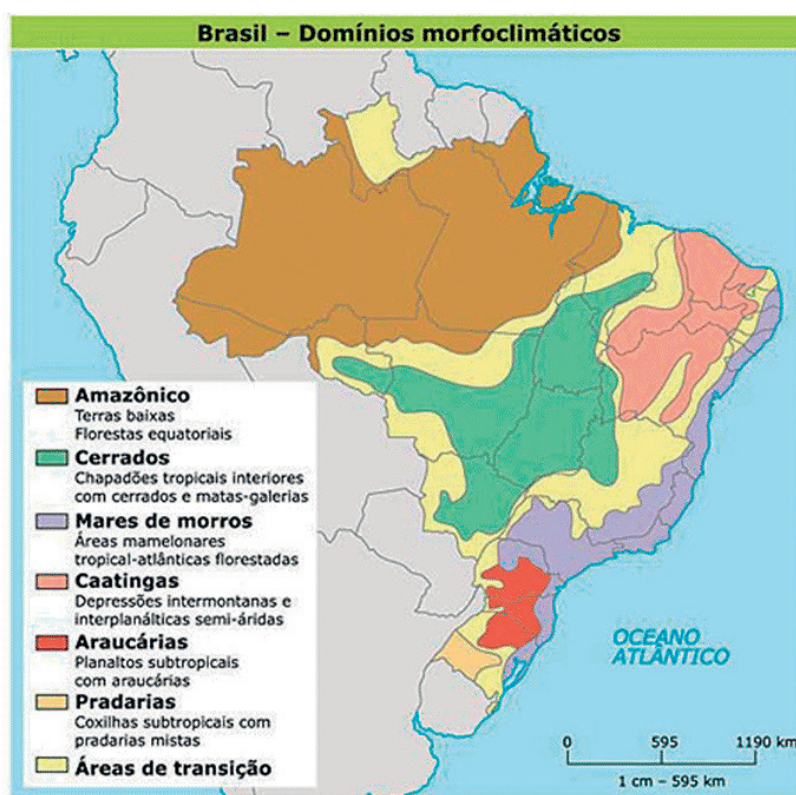 Brasil – Domínios morfoclimáticos
Amazônico
Terras baixas
Florestas equatoriais
Cerrados
Chapadões tropicais interiores
com cerrados e matas-galerias
Mares de morros
Áreas mamelonares
tropical-atlânticas florestadas
Caatingas
Depressões intermontanas e
interplanálticas semi-áridas
Araucárias
Planaltos subtropicais
com araucárias
Pradarias
Coxilhas subtropicais com
pradarias mistas
Áreas de transição
OCEANO
ATLÂNTICO
0 595 1190 km
1 cm – 595 km